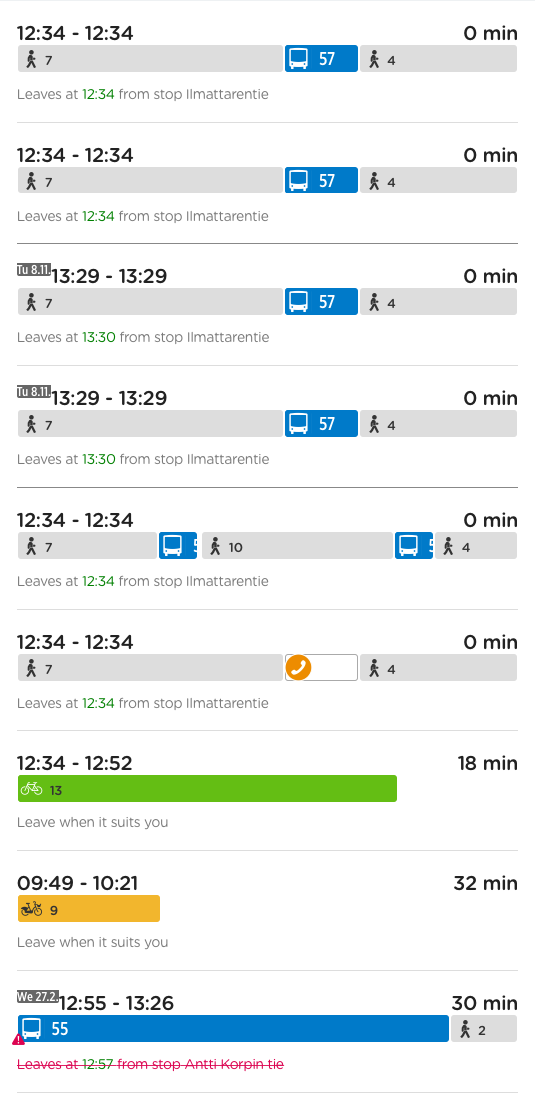 12:34 - 12:34 0 min
7 57 4
Leaves at 12:34 from stop Ilmattarentie
12:34 - 12:34 0 min
7 57 4
Leaves at 12:34 from stop Ilmattarentie
Tu 8.11. 13:29 - 13:29 0 min
7 57 4
Leaves at 13:30 from stop Ilmattarentie
Tu 8.11. 13:29 - 13:29 0 min
7 57 4
Leaves at 13:30 from stop Ilmattarentie
12:34 - 12:34 0 min
7 10 4
Leaves at 12:34 from stop Ilmattarentie
12:34 - 12:34 0 min
7 4
Leaves at 12:34 from stop Ilmattarentie
12:34 - 12:52 18 min
13
Leave when it suits you
09:49 - 10:21 32 min
9
Leave when it suits you
We 27.2. 12:55 - 13:26 30 min
55 2
Leaves at 12:57 from stop Antti Korpin tie